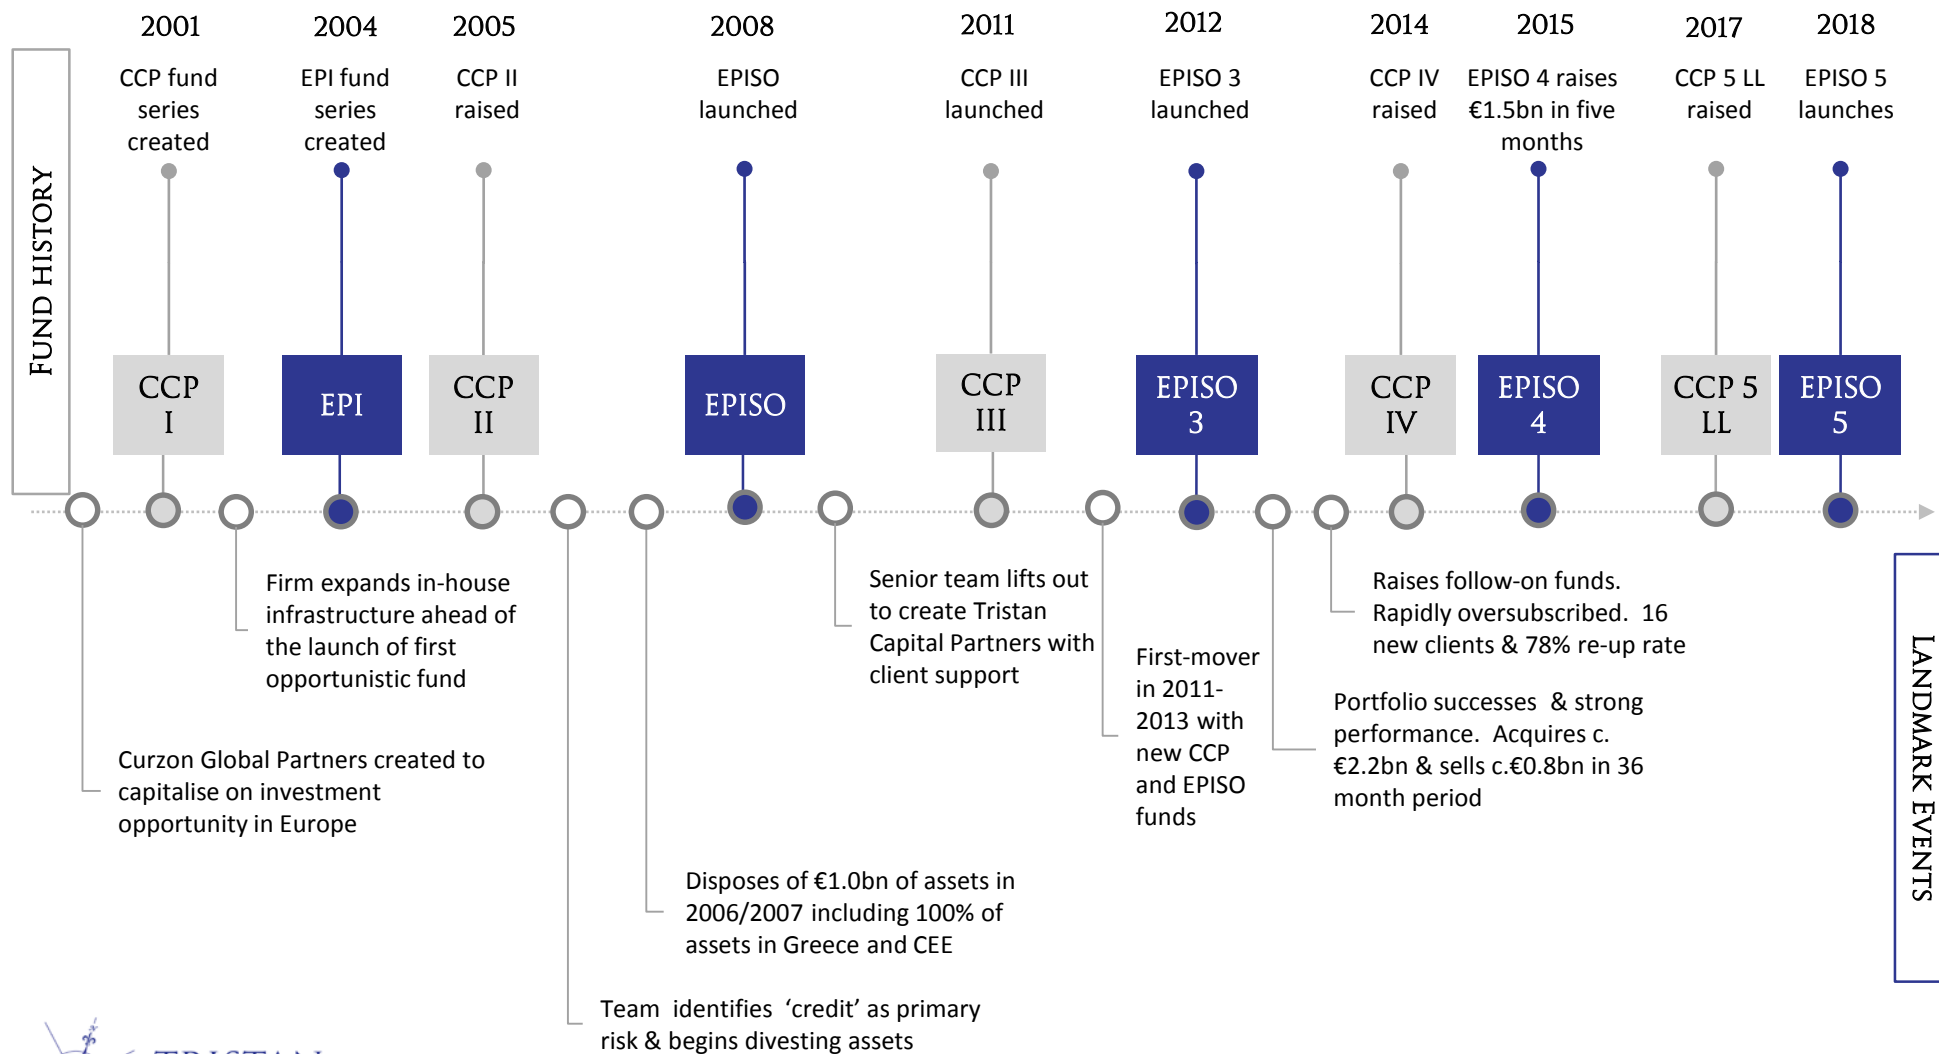 2001
CCP fund
series
created
2004
EPI fund
series
created
2005
CCP II
raised
2008
EPISO
launched
2011
CCP III
launched
2012
EPISO 3
launched
2014
CCP IV
raised
2015
EPISO 4 raises
€1.5bn in five
months
2017
CCP 5 LL
raised
2018
EPISO 5
launches
FUND HISTORY
CCP
I
EPI
CCP
II
EPISO
CCP
III
EPISO
3
CCP
IV
EPISO
4
CCP 5
LL
EPISO
5
Curzon Global Partners created to
capitalise on investment
opportunity in Europe
Firm expands in-house
infrastructure ahead of
the launch of first
opportunistic fund
Team  identifies  ‘credit’ as primary
risk & begins divesting assets
Disposes of €1.0bn of assets in
2006/2007 including 100% of
assets in Greece and CEE
Senior team lifts out
to create Tristan
Capital Partners with
client support
First-mover
in 2011-
2013 with
new CCP
and EPISO
funds
Portfolio successes  & strong
performance.  Acquires c.
€2.2bn & sells c.€0.8bn in 36
month period
Raises follow-on funds.
Rapidly oversubscribed.  16
new clients & 78% re-up rate
LANDMARK EVENTS
TRISTAN